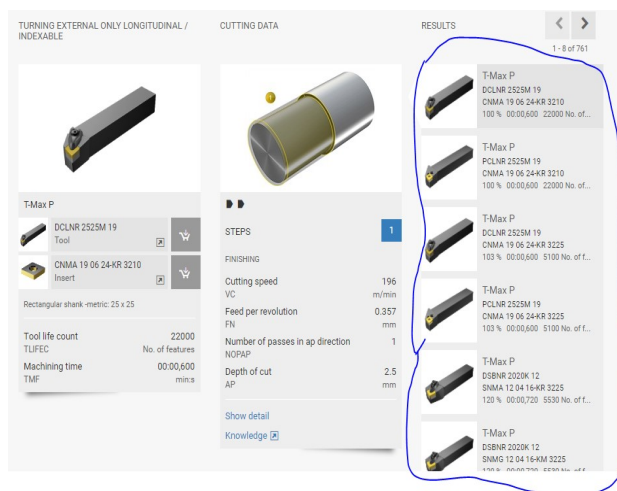 TURNING EXTERNAL ONLY LONGITUDINAL /
INDEXABLE
T-Max P
DCLNR 2525M 19
Tool
CNMA 19 06 24-KR 3210
Insert
Rectangular shank -metric: 25 x 25
Tool life count 22000
TLIFEC No. of features
Machining time 00:00,600
TMF min:s
CUTTING DATA
STEPS 1
FINISHING
Cutting speed 196
VC m/min
Feed per revolution 0.357
FN mm
Number of passes in ap direction 1
NOPAP
Depth of cut 2.5
AP mm
Show detail
Knowledge
RESULTS
1 - 8 of 761
T-Max P
DCLNR 2525M 19
CNMA 19 06 24-KR 3210
100 % 00:00,600 22000 No. of...
T-Max P
PCLNR 2525M 19
CNMA 19 06 24-KR 3210
100 % 00:00,600 22000 No. of...
T-Max P
DCLNR 2525M 19
CNMA 19 06 24-KR 3225
103 % 00:00,600 5100 No. of f...
T-Max P
PCLNR 2525M 19
CNMA 19 06 24-KR 3225
103 % 00:00,600 5100 No. of f...
T-Max P
DSBNR 2020K 12
SNMA 12 04 16-KR 3225
120 % 00:00,720 5530 No. of f...
T-Max P
DSBNR 2020K 12
SNMG 12 04 16-KM 3225
120 % 00:00,720 5530 No. of f...